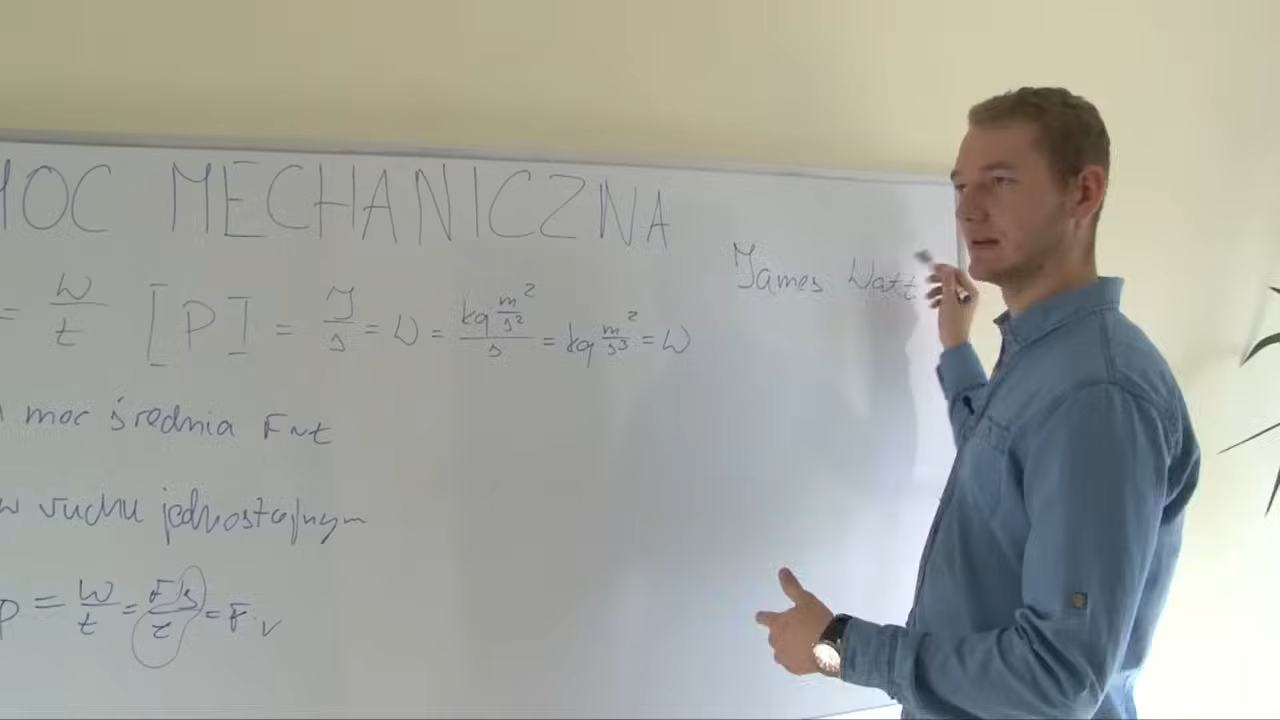 MOC MECHANICZNA
James Watt
= W/t [P] = J/s = W = kg m²/s² / s = kg m²/s³ = W
moc średnia F~t
w ruchu jednostajnym
P = W/t = F·s/t = F·v